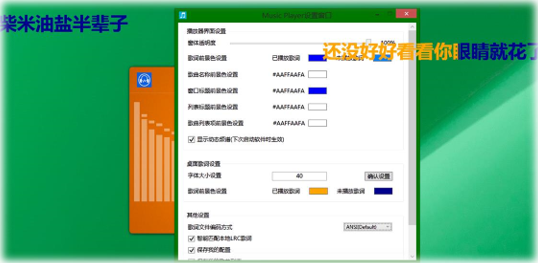 柴米油盐半辈子
Music Player设置窗口
播放器界面设置
窗体透明度 100%
还没好好看看你眼睛就花了
歌词前景色设置 已播放歌词
歌曲名称前景色设置 #AAFFAAFA
窗口标题前景色设置 #AAFFAAFA
列表标题前景色设置 #AAFFAAFA
歌曲列表项前景色设置 #AAFFAAFA
显示动态频谱(下次启动软件时生效)
桌面歌词设置
字体大小设置 40 确认设置
歌词前景色设置 已播放歌词 未播放歌词
其他设置
歌词文件编码方式 ANSI(Default)
智能匹配本地LRC歌词
保存我的配置